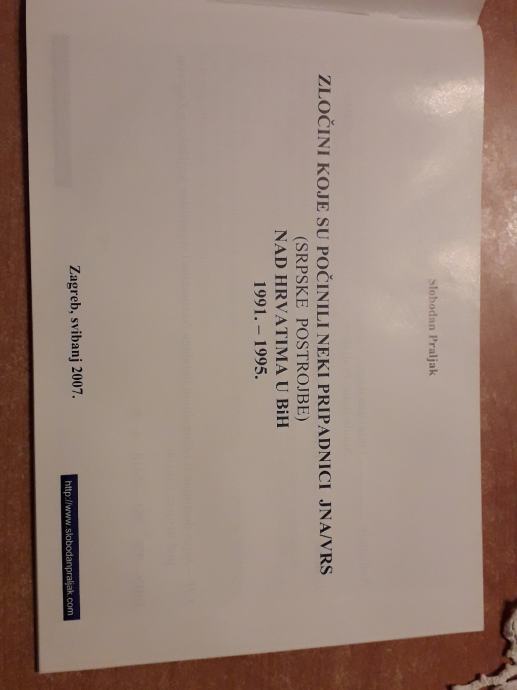 Slobodan Praljak
ZLOČINI KOJE SU POČINILI NEKI PRIPADNICI JNA/VRS
(SRPSKE POSTROJBE)
NAD HRVATIMA U BiH
1991. – 1995.
Zagreb, svibanj 2007.
http://www.slobodanpraljak.com